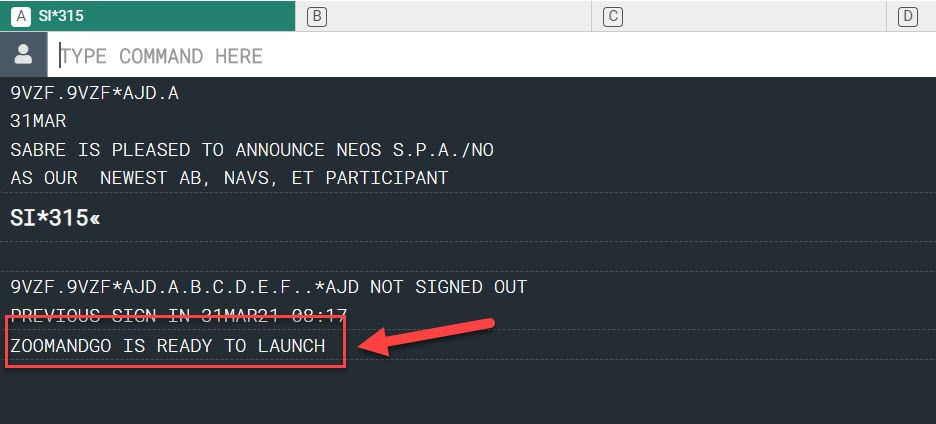 A SI*315 B C D
TYPE COMMAND HERE
9VZF.9VZF*AJD.A
31MAR
SABRE IS PLEASED TO ANNOUNCE NEOS S.P.A./NO
AS OUR  NEWEST AB, NAVS, ET PARTICIPANT
SI*315«
9VZF.9VZF*AJD.A.B.C.D.E.F..*AJD NOT SIGNED OUT
PREVIOUS SIGN IN 31MAR21 08:17
ZOOMANDGO IS READY TO LAUNCH